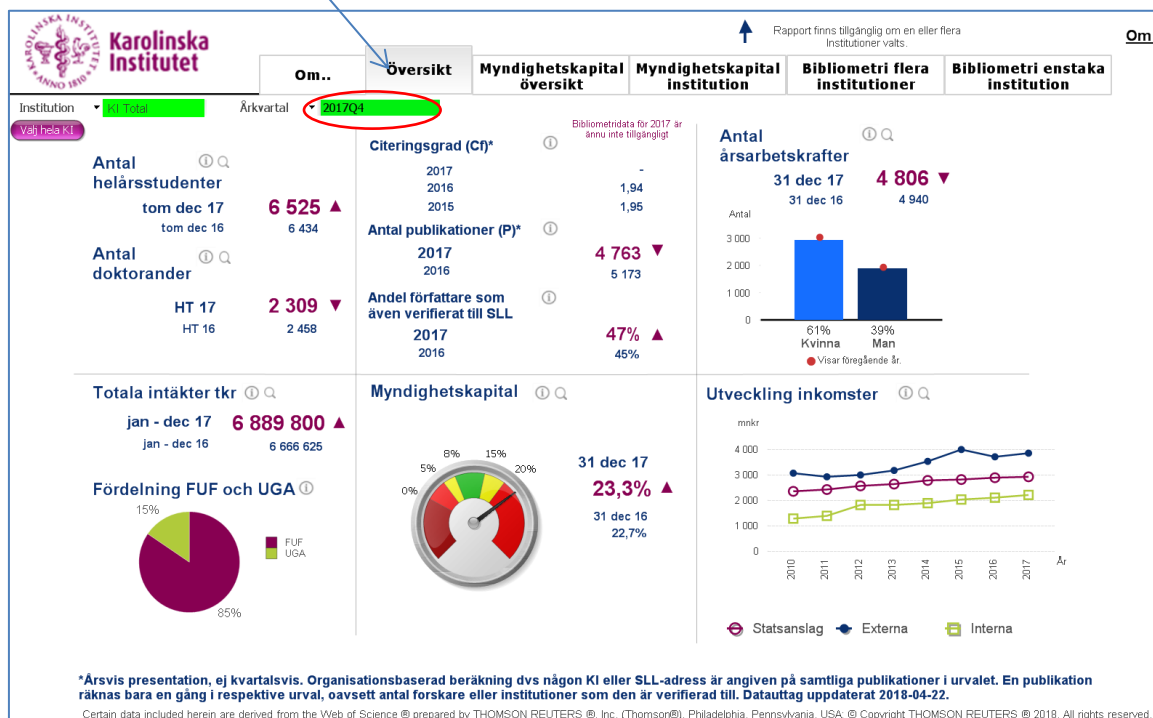 Karolinska
Institutet
KAROLINSKA INSTITUTET
ANNO 1810
Rapport finns tillgänglig om en eller flera
Institutioner valts.
Om
Om..
Översikt
Myndighetskapital
översikt
Myndighetskapital
institution
Bibliometri flera
institutioner
Bibliometri enstaka
institution
Institution
KI Total
Årkvartal
2017Q4
Välj hela KI
Antal
helårsstudenter
tom dec 17 6 525 ▲
tom dec 16 6 434
Antal
doktorander
HT 17 2 309 ▼
HT 16 2 458
Bibliometridata för 2017 är
ännu inte tillgängligt
Citeringsgrad (Cf)*
2017 -
2016 1,94
2015 1,95
Antal publikationer (P)*
2017 4 763 ▼
2016 5 173
Andel författare som
även verifierat till SLL
2017 47% ▲
2016 45%
Antal
årsarbetskrafter
31 dec 17 4 806 ▼
31 dec 16 4 940
Antal
3 000
2 000
1 000
0
61% 39%
Kvinna Man
Visar föregående år.
Totala intäkter tkr
jan - dec 17 6 889 800 ▲
jan - dec 16 6 666 625
Fördelning FUF och UGA
15%
FUF
UGA
85%
Myndighetskapital
0%
5%
8%
15%
20%
31 dec 17
23,3% ▲
31 dec 16
22,7%
Utveckling inkomster
mnkr
4 000
3 000
2 000
1 000
0
2010 2011 2012 2013 2014 2015 2016 2017
År
Statsanslag Externa Interna
*Årsvis presentation, ej kvartalsvis. Organisationsbaserad beräkning dvs någon KI eller SLL-adress är angiven på samtliga publikationer i urvalet. En publikation
räknas bara en gång i respektive urval, oavsett antal forskare eller institutioner som den är verifierad till. Datauttag uppdaterat 2018-04-22.
Certain data included herein are derived from the Web of Science ® prepared by THOMSON REUTERS ®, Inc. (Thomson®), Philadelphia, Pennsylvania, USA: © Copyright THOMSON REUTERS ® 2018. All rights reserved.